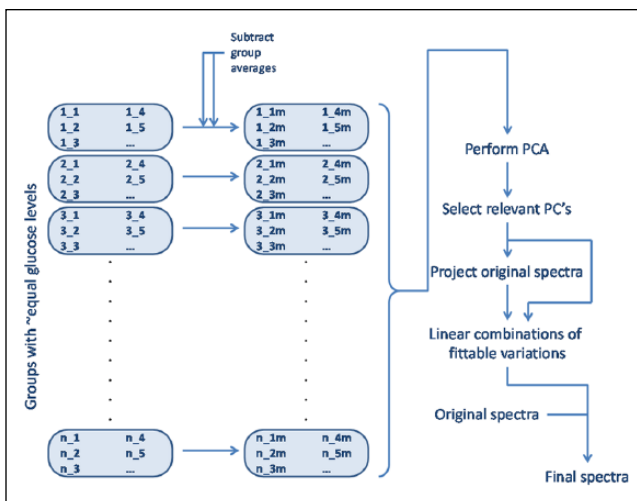 Subtract
group
averages
Groups with ~equal glucose levels
1_1 1_4
1_2 1_5
1_3 ...
1_1m 1_4m
1_2m 1_5m
1_3m ...
2_1 2_4
2_2 2_5
2_3 ...
2_1m 2_4m
2_2m 2_5m
2_3m ...
3_1 3_4
3_2 3_5
3_3 ...
3_1m 3_4m
3_2m 3_5m
3_3m ...
n_1 n_4
n_2 n_5
n_3 ...
n_1m n_4m
n_2m n_5m
n_3m ...
Perform PCA
Select relevant PC's
Project original spectra
Linear combinations of
fittable variations
Original spectra
Final spectra